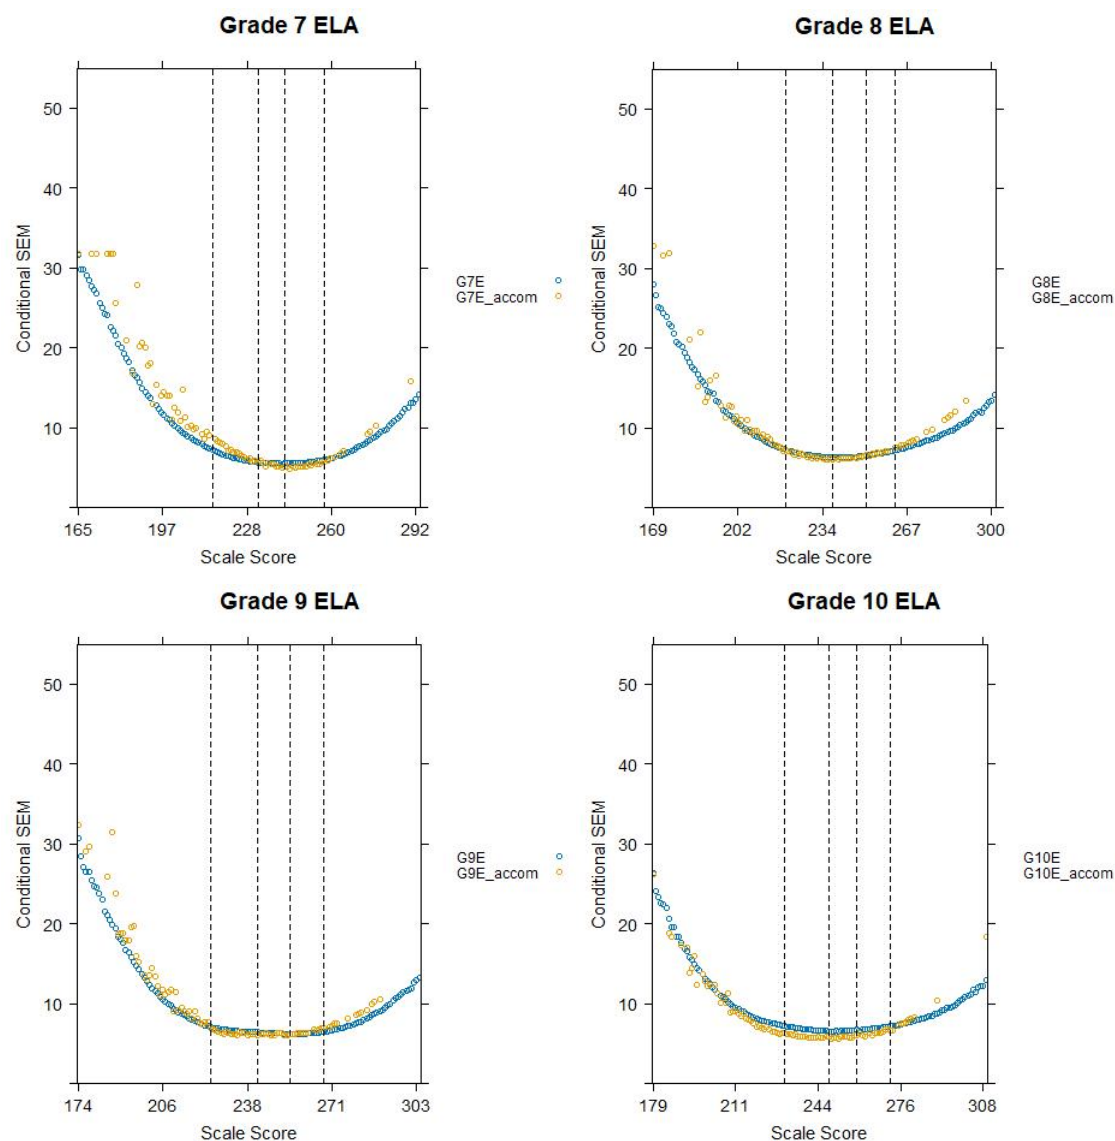 Grade 7 ELA
50
40
30
20
10
Conditional SEM
165 197 228 260 292
Scale Score
G7E
G7E_accom
Grade 8 ELA
50
40
30
20
10
Conditional SEM
169 202 234 267 300
Scale Score
G8E
G8E_accom
Grade 9 ELA
50
40
30
20
10
Conditional SEM
174 206 238 271 303
Scale Score
G9E
G9E_accom
Grade 10 ELA
50
40
30
20
10
Conditional SEM
179 211 244 276 308
Scale Score
G10E
G10E_accom